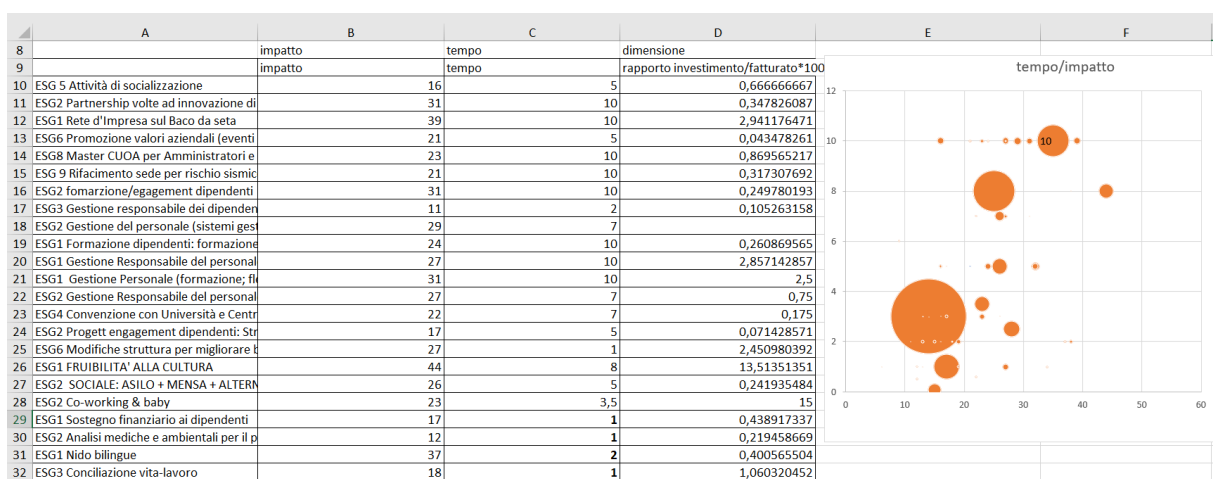 A B C D E F
8 impatto tempo dimensione
9 impatto tempo rapporto investimento/fatturato*100
10 ESG 5 Attività di socializzazione 16 5 0,666666667
11 ESG2 Partnership volte ad innovazione di 31 10 0,347826087
12 ESG1 Rete d'Impresa sul Baco da seta 39 10 2,941176471
13 ESG6 Promozione valori aziendali (eventi 21 5 0,043478261
14 ESG8 Master CUOA per Amministratori e 23 10 0,869565217
15 ESG 9 Rifacimento sede per rischio sismic 21 10 0,317307692
16 ESG2 fomarzione/egagement dipendenti 31 10 0,249780193
17 ESG3 Gestione responsabile dei dipenden 11 2 0,105263158
18 ESG2 Gestione del personale (sistemi gest 29 7
19 ESG1 Formazione dipendenti: formazione 24 10 0,260869565
20 ESG1 Gestione Responsabile del personal 27 10 2,857142857
21 ESG1 Gestione Personale (formazione; fle 31 10 2,5
22 ESG2 Gestione Responsabile del personal 27 7 0,75
23 ESG4 Convenzione con Università e Centr 22 7 0,175
24 ESG2 Progett engagement dipendenti: Str 17 5 0,071428571
25 ESG6 Modifiche struttura per migliorare b 27 1 2,450980392
26 ESG1 FRUIBILITA' ALLA CULTURA 44 8 13,51351351
27 ESG2 SOCIALE: ASILO + MENSA + ALTERN 26 5 0,241935484
28 ESG2 Co-working & baby 23 3,5 15
29 ESG1 Sostegno finanziario ai dipendenti 17 1 0,438917337
30 ESG2 Analisi mediche e ambientali per il p 12 1 0,219458669
31 ESG1 Nido bilingue 37 2 0,400565504
32 ESG3 Conciliazione vita-lavoro 18 1 1,060320452
tempo/impatto
12
10 10
8
6
4
2
0
0 10 20 30 40 50 60